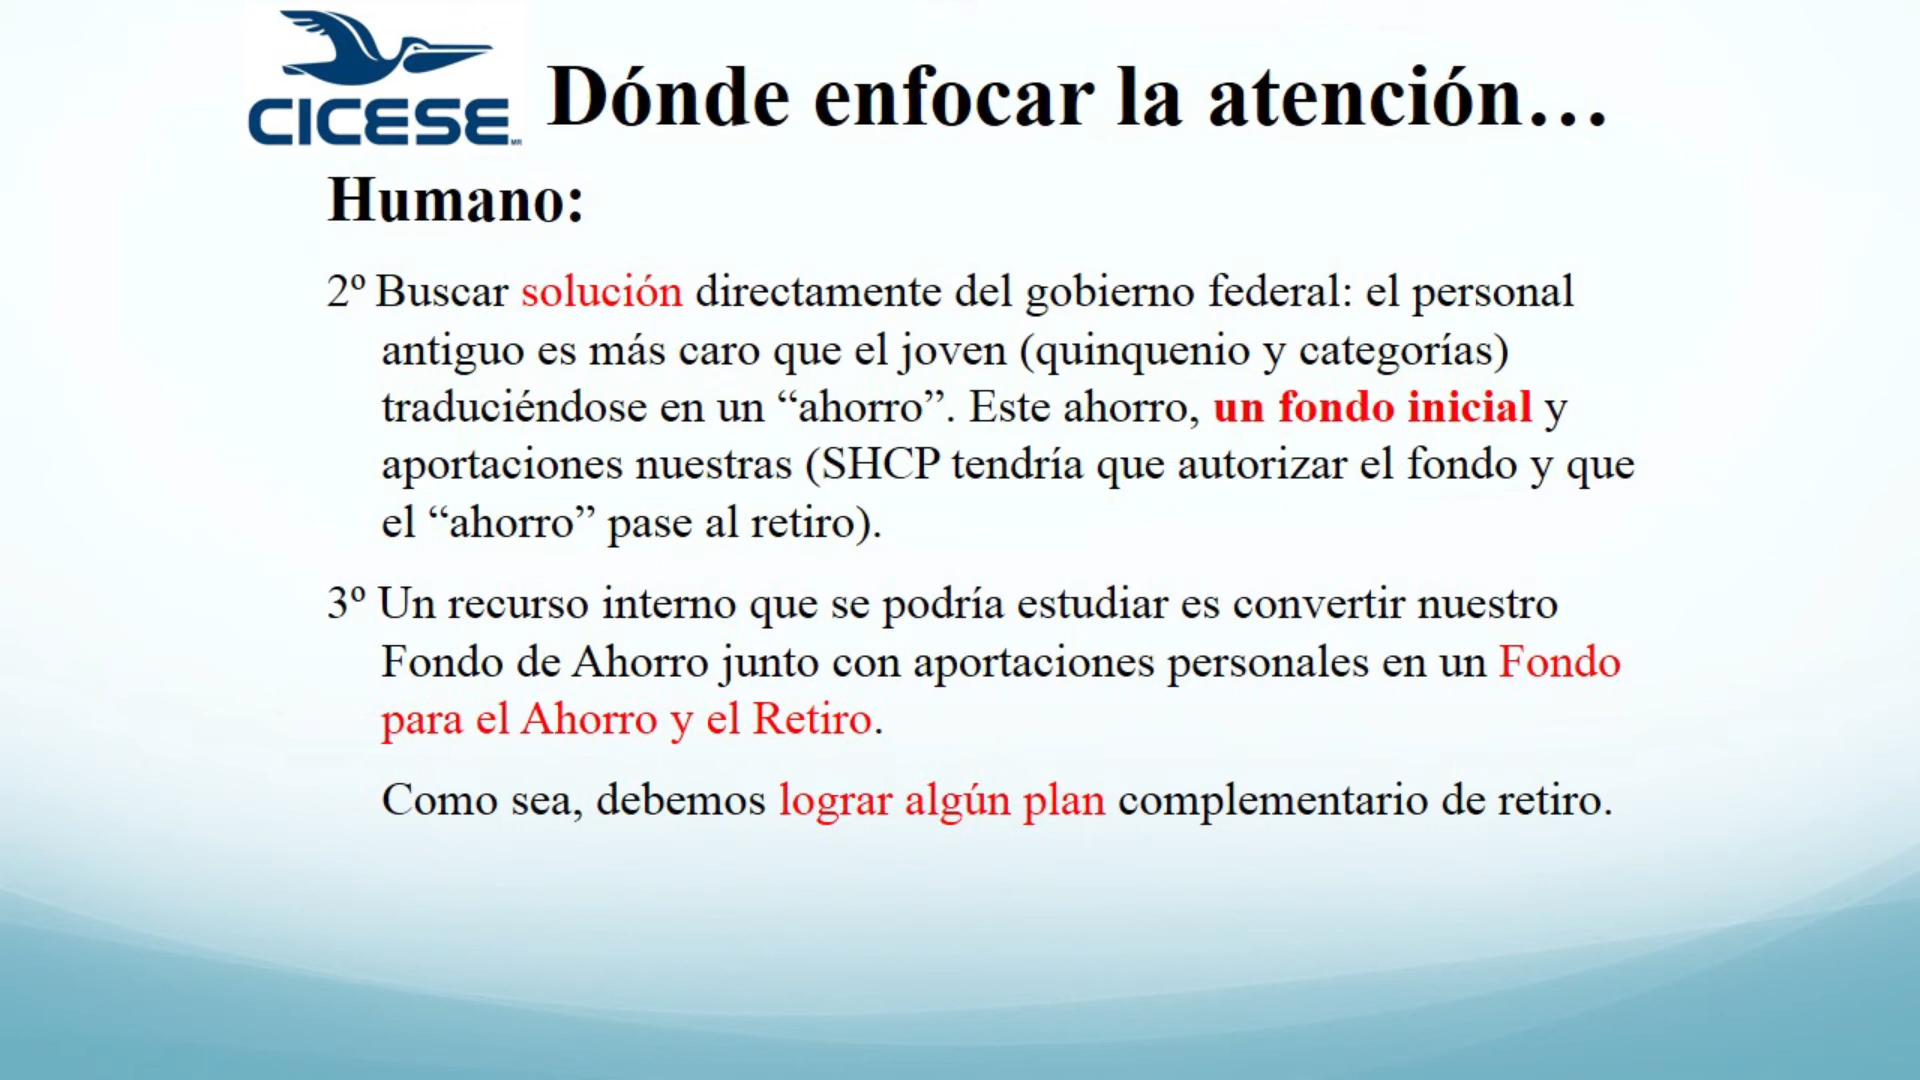 CICESE MR
Dónde enfocar la atención…
Humano:
2º Buscar solución directamente del gobierno federal: el personal
antiguo es más caro que el joven (quinquenio y categorías)
traduciéndose en un “ahorro”. Este ahorro, un fondo inicial y
aportaciones nuestras (SHCP tendría que autorizar el fondo y que
el “ahorro” pase al retiro).
3º Un recurso interno que se podría estudiar es convertir nuestro
Fondo de Ahorro junto con aportaciones personales en un Fondo
para el Ahorro y el Retiro.
Como sea, debemos lograr algún plan complementario de retiro.